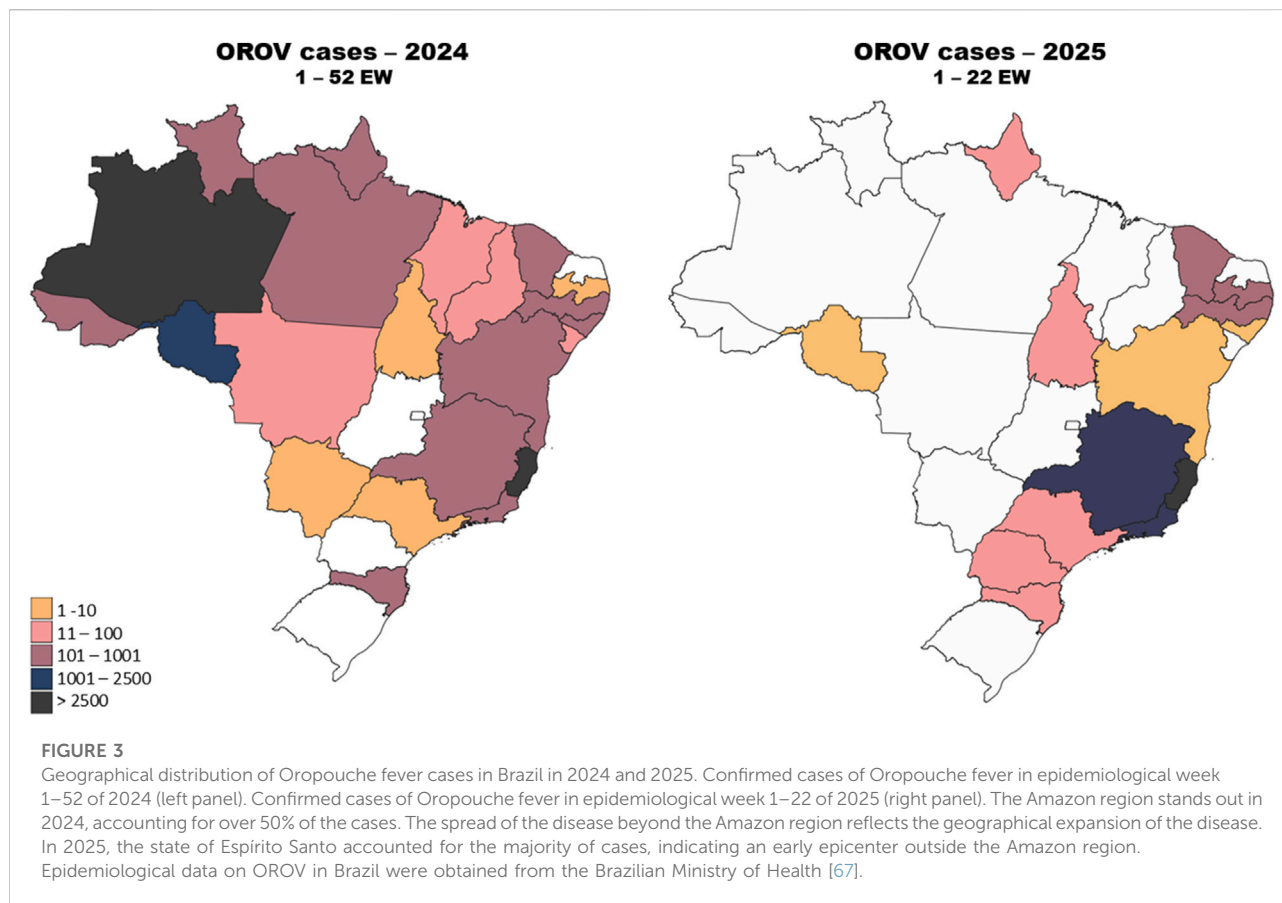 OROV cases – 2024
1 – 52 EW
OROV cases – 2025
1 – 22 EW
1 -10
11 – 100
101 – 1001
1001 – 2500
> 2500
FIGURE 3
Geographical distribution of Oropouche fever cases in Brazil in 2024 and 2025. Confirmed cases of Oropouche fever in epidemiological week
1–52 of 2024 (left panel). Confirmed cases of Oropouche fever in epidemiological week 1–22 of 2025 (right panel). The Amazon region stands out in
2024, accounting for over 50% of the cases. The spread of the disease beyond the Amazon region reflects the geographical expansion of the disease.
In 2025, the state of Espírito Santo accounted for the majority of cases, indicating an early epicenter outside the Amazon region.
Epidemiological data on OROV in Brazil were obtained from the Brazilian Ministry of Health [67].